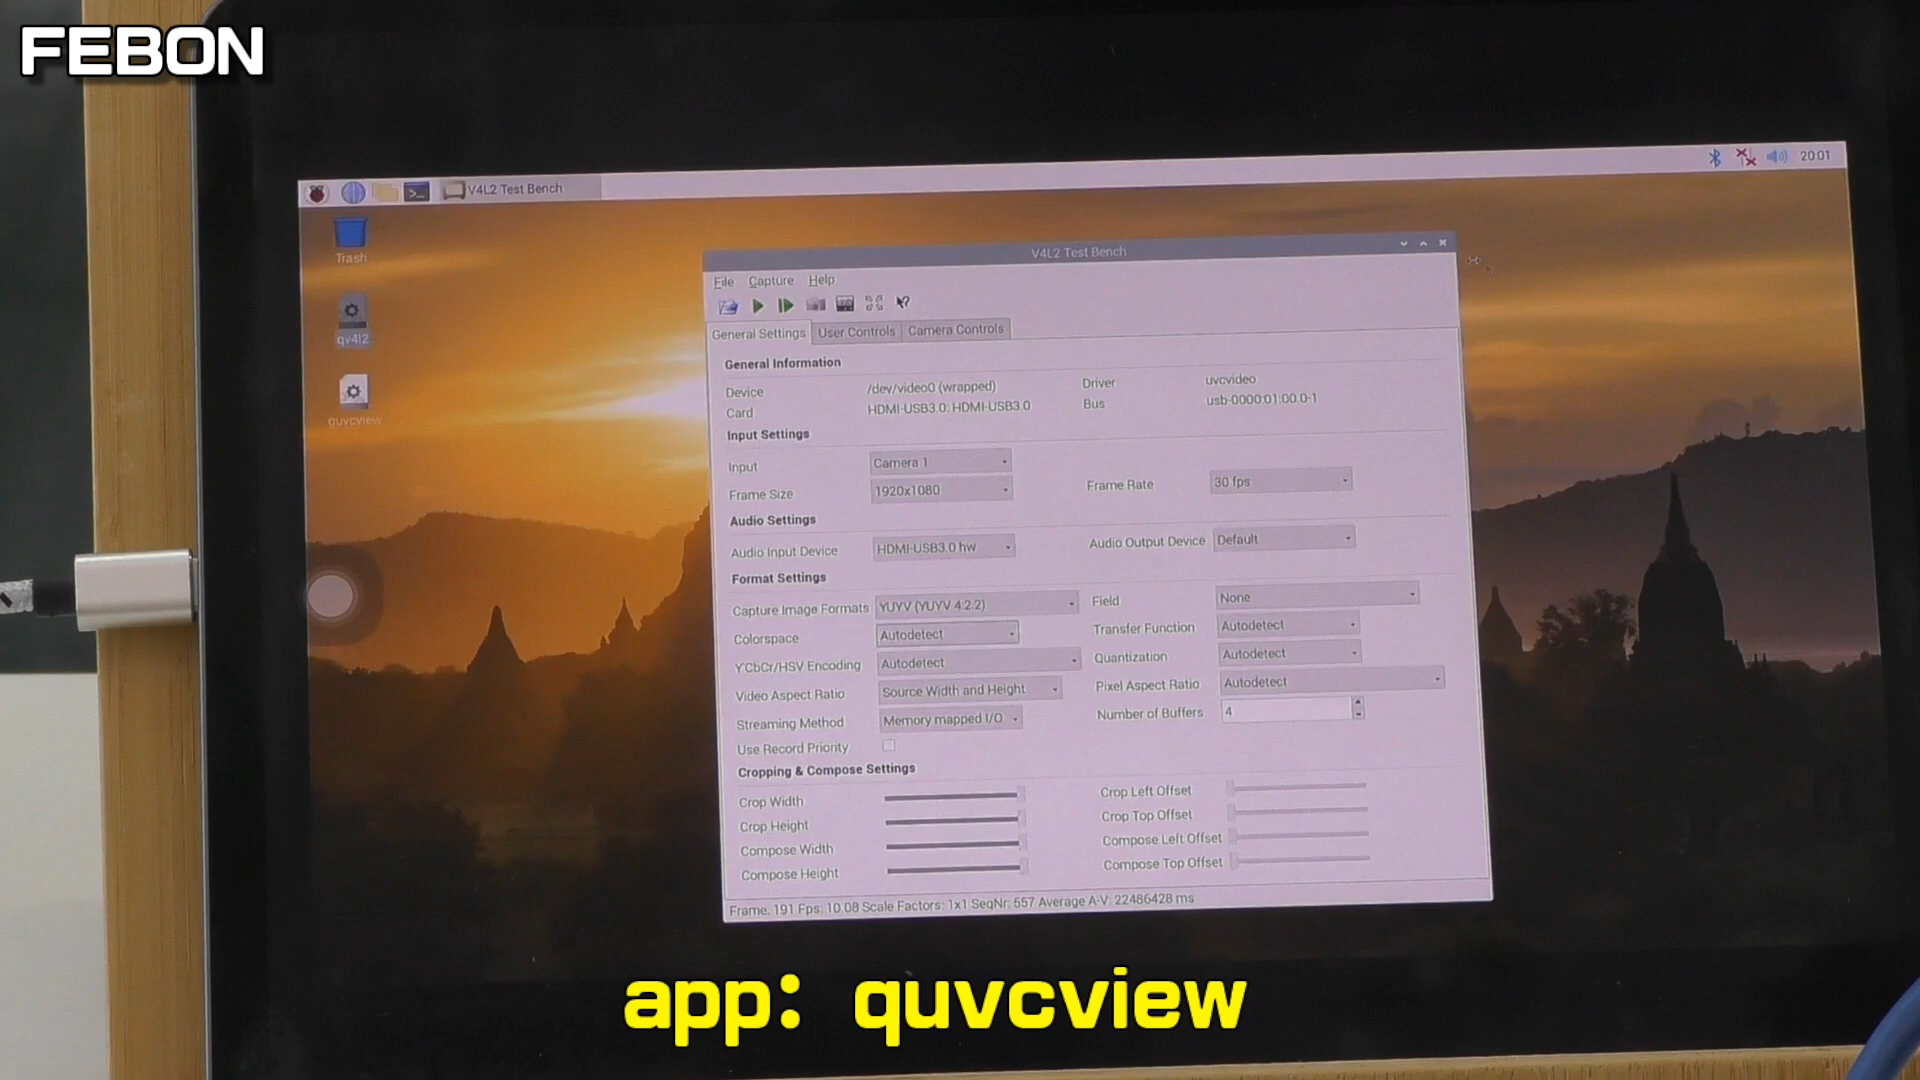 FEBON
V4L2 Test Bench
20:01
Trash
qv4l2
quvcview
V4L2 Test Bench
File Capture Help
General Settings User Controls Camera Controls
General Information
Device /dev/video0 (wrapped) Driver uvcvideo
Card HDMI-USB3.0: HDMI-USB3.0 Bus usb-0000:01:00.0-1
Input Settings
Input Camera 1
Frame Size 1920x1080 Frame Rate 30 fps
Audio Settings
Audio Input Device HDMI-USB3.0 hw Audio Output Device Default
Format Settings
Capture Image Formats YUYV (YUYV 4:2:2) Field None
Colorspace Autodetect Transfer Function Autodetect
Y'CbCr/HSV Encoding Autodetect Quantization Autodetect
Video Aspect Ratio Source Width and Height Pixel Aspect Ratio Autodetect
Streaming Method Memory mapped I/O Number of Buffers 4
Use Record Priority
Cropping & Compose Settings
Crop Width Crop Left Offset
Crop Height Crop Top Offset
Compose Width Compose Left Offset
Compose Height Compose Top Offset
Frame: 191 Fps: 10.08 Scale Factors: 1x1 SeqNr: 557 Average A-V: 22486428 ms
app: quvcview